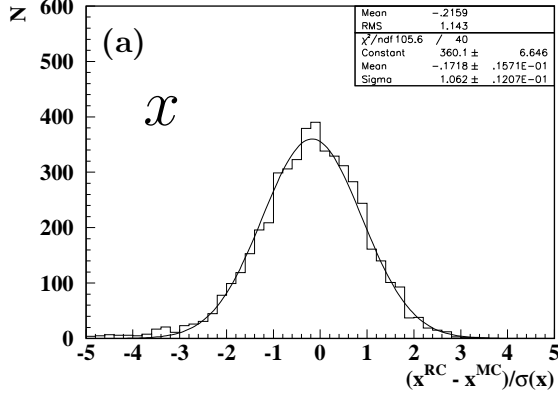 600
500
400
300
200
100
0
N
(a)
x
Mean -.2159
RMS 1.143
χ²/ndf 105.6 / 40
Constant 360.1 ± 6.646
Mean -.1718 ± .1571E-01
Sigma 1.062 ± .1207E-01
-5 -4 -3 -2 -1 0 1 2 3 4 5
(x^RC - x^MC)/σ(x)